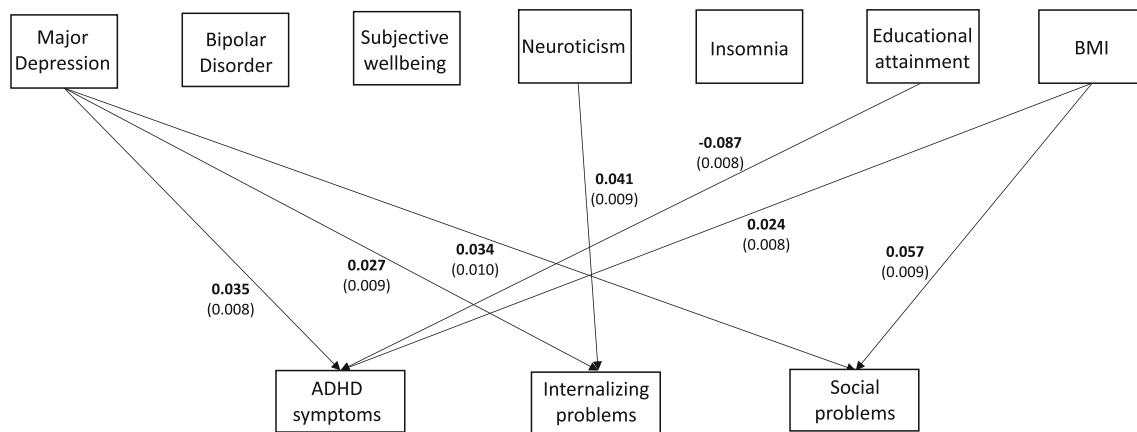 Major
Depression
Bipolar
Disorder
Subjective
wellbeing
Neuroticism
Insomnia
Educational
attainment
BMI
-0.087
(0.008)
0.041
(0.009)
0.024
(0.008)
0.034
(0.010)
0.057
(0.009)
0.027
(0.009)
0.035
(0.008)
ADHD
symptoms
Internalizing
problems
Social
problems